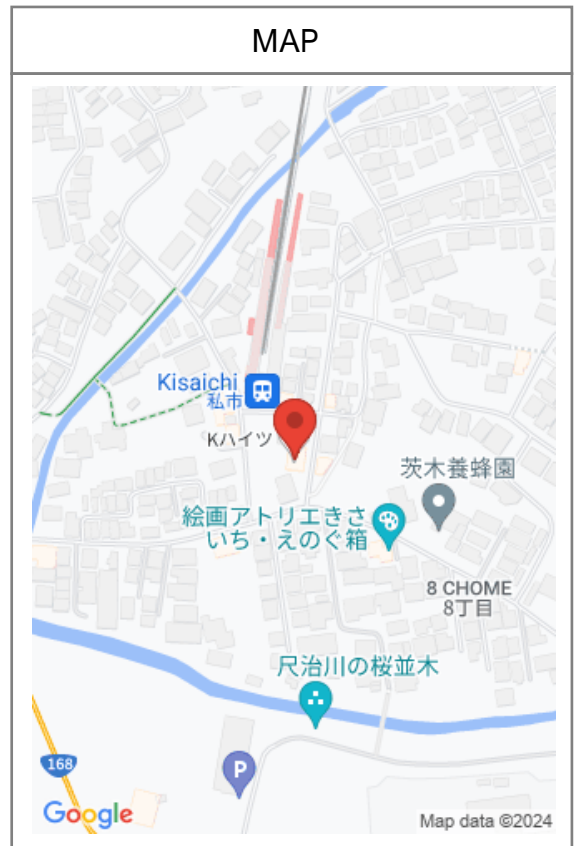 MAP
Kisaichi
私市
Kハイツ
茨木養蜂園
絵画アトリエきさ
いち・えのぐ箱
8 CHOME
8丁目
尺治川の桜並木
168
P
Google
Map data ©2024